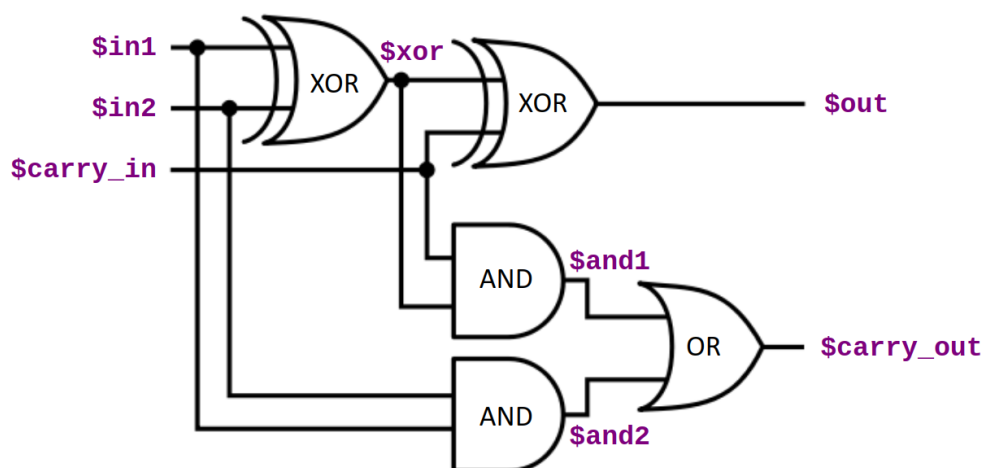 $in1
XOR
$xor
XOR
$out
$in2
$carry_in
AND
$and1
OR
$carry_out
AND
$and2